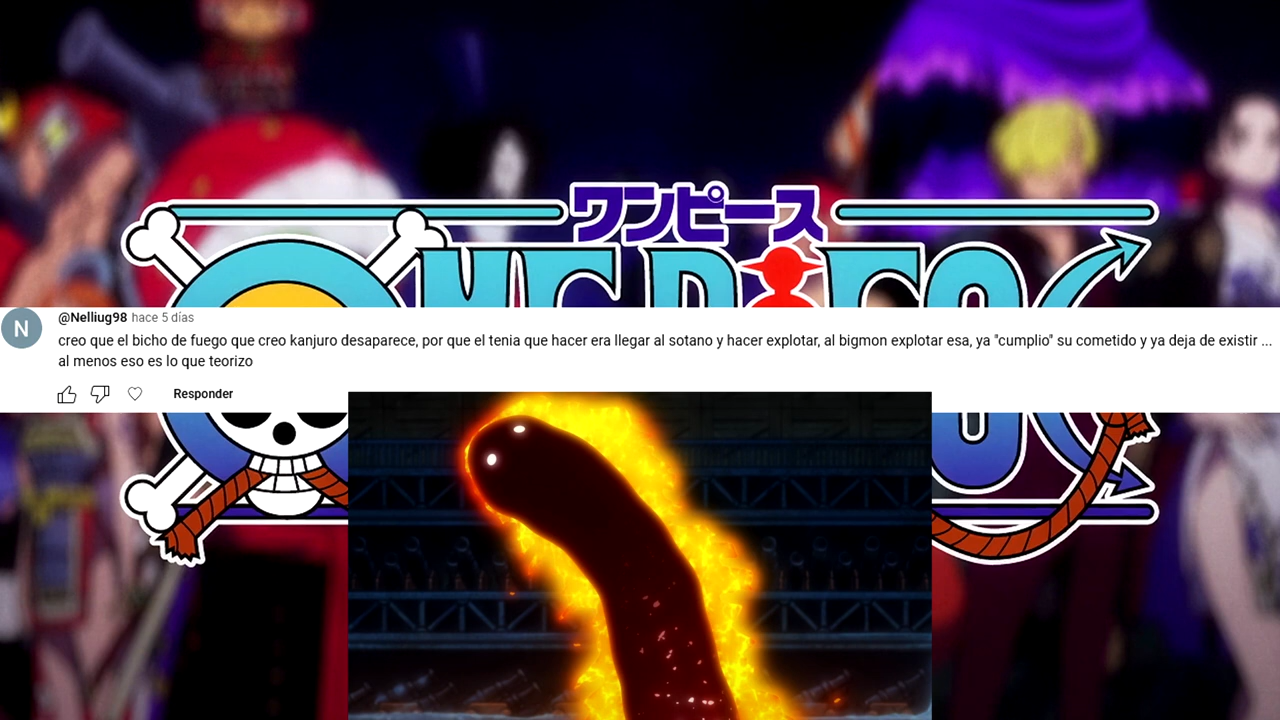 ワンピース
ONE PIECE
N
@Nelliug98 hace 5 días
creo que el bicho de fuego que creo kanjuro desaparece, por que el tenia que hacer era llegar al sotano y hacer explotar, al bigmon explotar esa, ya "cumplio" su cometido y ya deja de existir ...
al menos eso es lo que teorizo
Responder